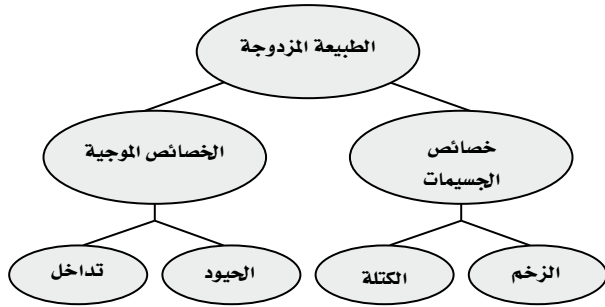 الطبيعة المزدوجة
خصائص
الجسيمات
الخصائص الموجية
الزخم
الكتلة
الحيود
تداخل